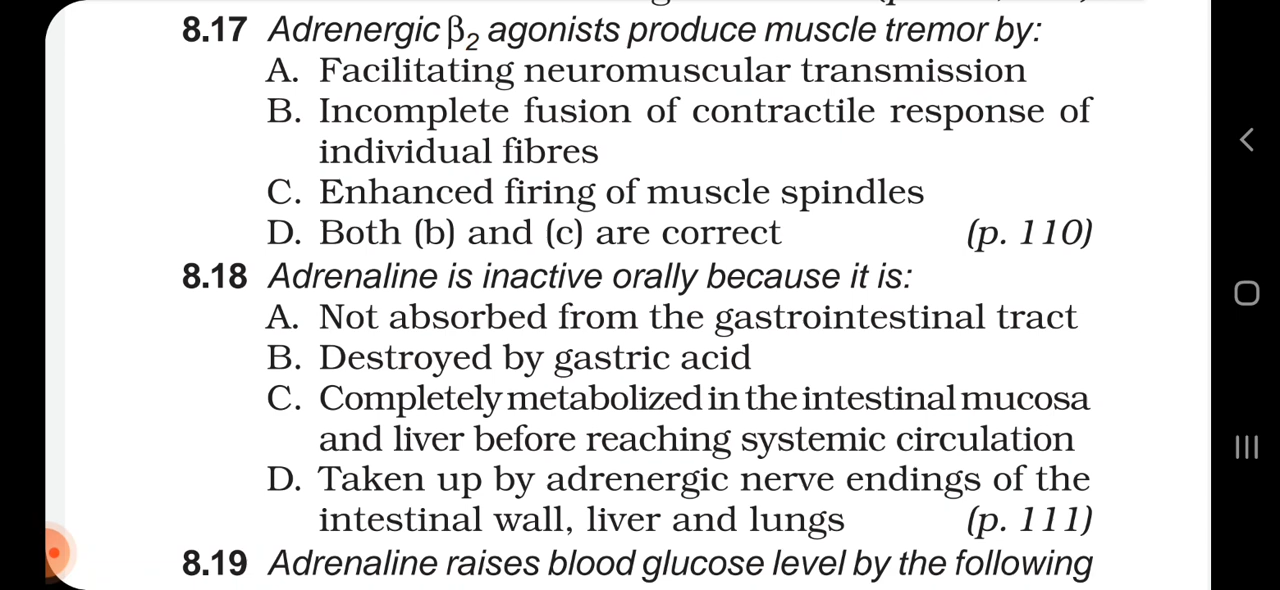 8.17 Adrenergic β2 agonists produce muscle tremor by:
A. Facilitating neuromuscular transmission
B. Incomplete fusion of contractile response of
individual fibres
C. Enhanced firing of muscle spindles
D. Both (b) and (c) are correct (p. 110)
8.18 Adrenaline is inactive orally because it is:
A. Not absorbed from the gastrointestinal tract
B. Destroyed by gastric acid
C. Completely metabolized in the intestinal mucosa
and liver before reaching systemic circulation
D. Taken up by adrenergic nerve endings of the
intestinal wall, liver and lungs (p. 111)
8.19 Adrenaline raises blood glucose level by the following